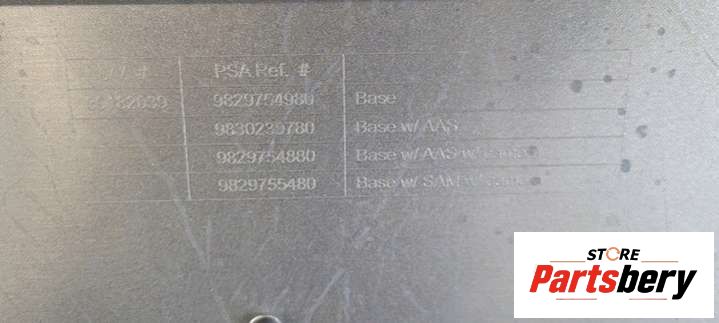 PSA Ref. #
9829754980 Base
9830239780 Base w/ AAS
9829754880 Base w/ AAS w/
9829755480 Base w/ SAM w/
STORE
Partsbery